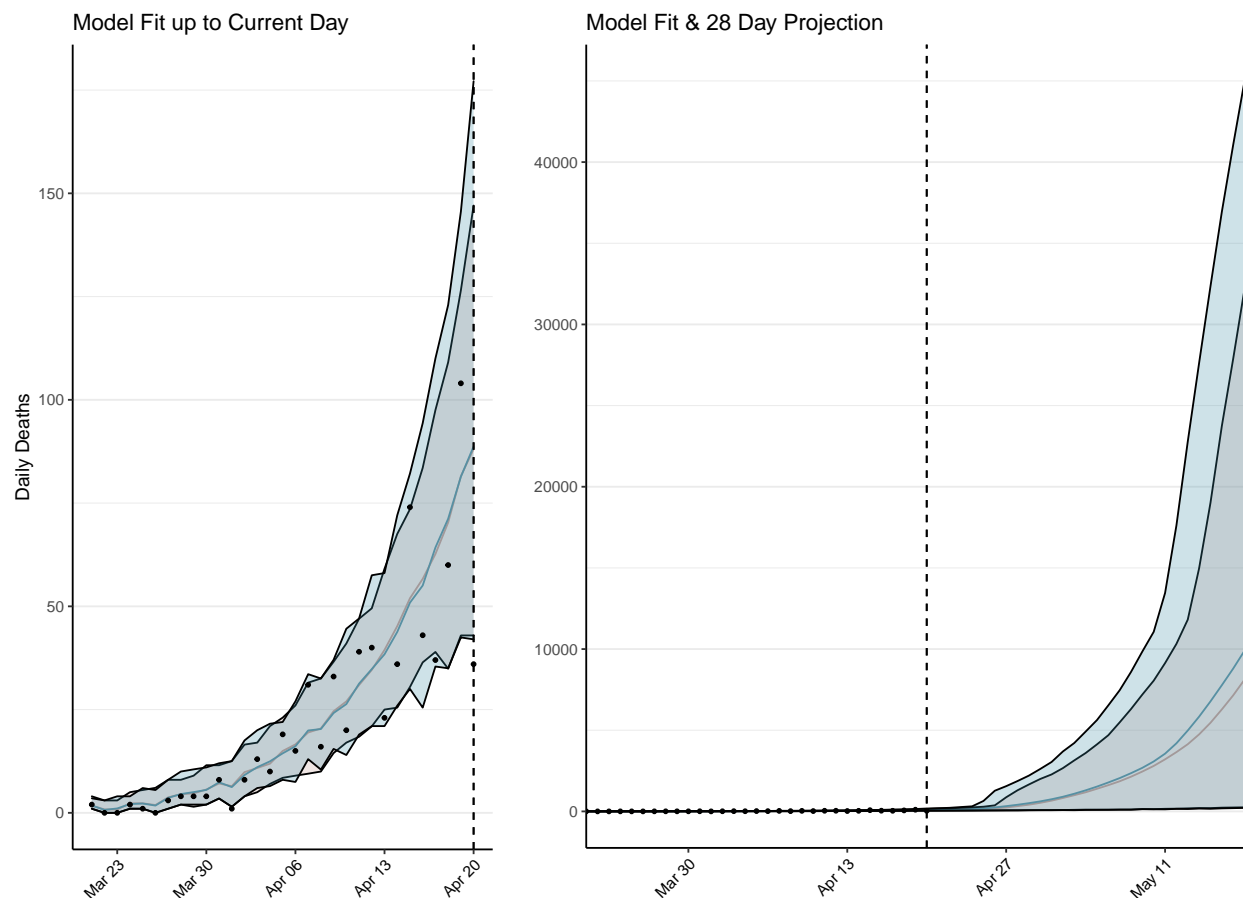 Model Fit up to Current Day
Daily Deaths
150
100
50
0
Mar 23
Mar 30
Apr 06
Apr 13
Apr 20
Model Fit & 28 Day Projection
40000
30000
20000
10000
0
Mar 30
Apr 13
Apr 27
May 11